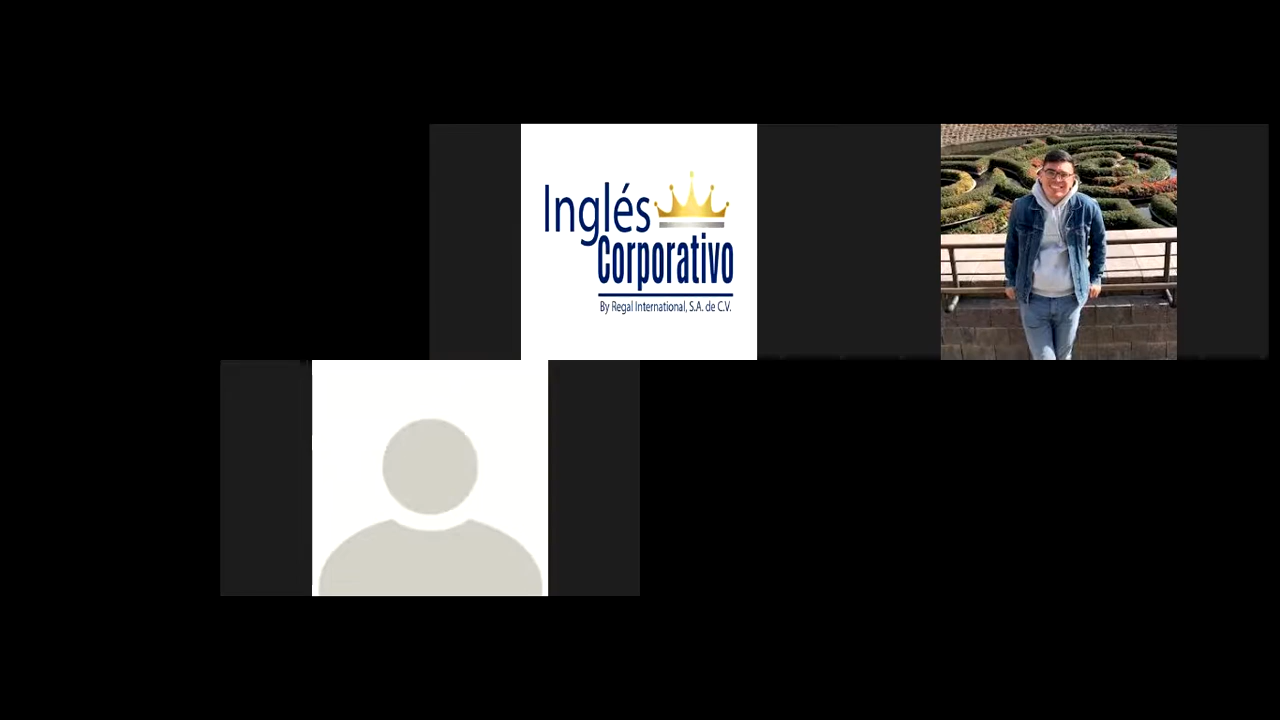 Inglés
Corporativo
By Regal International, S.A. de C.V.